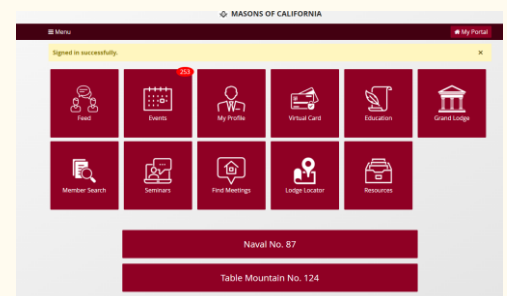 MASONS OF CALIFORNIA
Menu
My Portal
Signed in successfully.
×
253
Feed
Events
My Profile
Virtual Card
Education
Grand Lodge
Member Search
Seminars
Find Meetings
Lodge Locator
Resources
Naval No. 87
Table Mountain No. 124